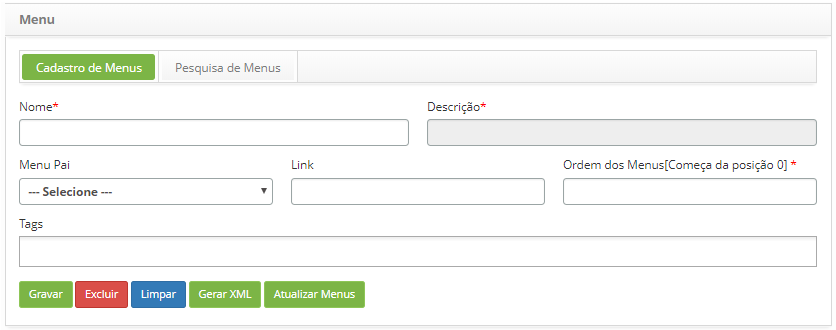 Menu
Cadastro de Menus Pesquisa de Menus
Nome* Descrição*
Menu Pai Link Ordem dos Menus[Começa da posição 0] *
--- Selecione ---
Tags
Gravar Excluir Limpar Gerar XML Atualizar Menus